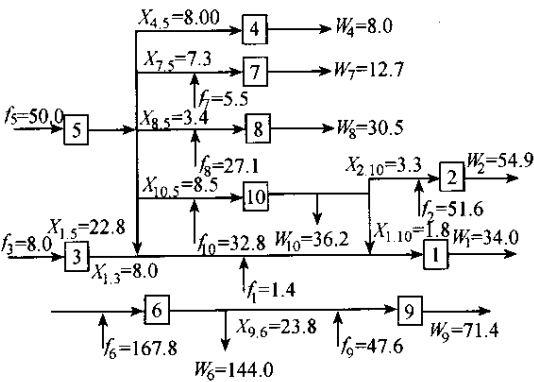 X4.5=8.00
4
W4=8.0
X7.5=7.3
7
W7=12.7
f7=5.5
f5=50.0
5
X8.5=3.4
8
W8=30.5
f8=27.1
X2.10=3.3
2
W2=54.9
X10.5=8.5
10
f2=51.6
X1.5=22.8
f10=32.8
W10=36.2
X1.10=1.8
W1=34.0
f3=8.0
3
X1.3=8.0
1
f1=1.4
6
X9.6=23.8
9
f6=167.8
f9=47.6
W9=71.4
W6=144.0